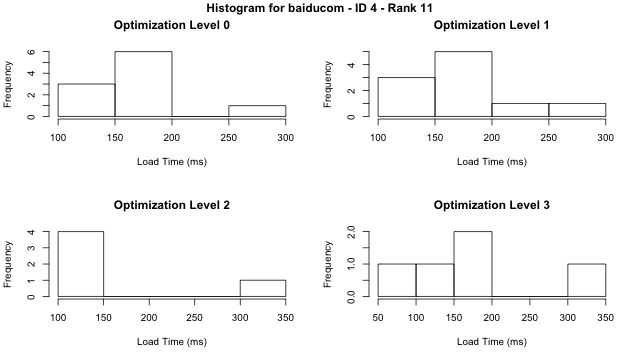 Histogram for baiducom - ID 4 - Rank 11
Optimization Level 0
Frequency
0 2 4 6
100 150 200 250 300
Load Time (ms)
Optimization Level 1
Frequency
0 2 4
100 150 200 250 300
Load Time (ms)
Optimization Level 2
Frequency
0 1 2 3 4
100 150 200 250 300 350
Load Time (ms)
Optimization Level 3
Frequency
0.0 1.0 2.0
50 100 150 200 250 300 350
Load Time (ms)